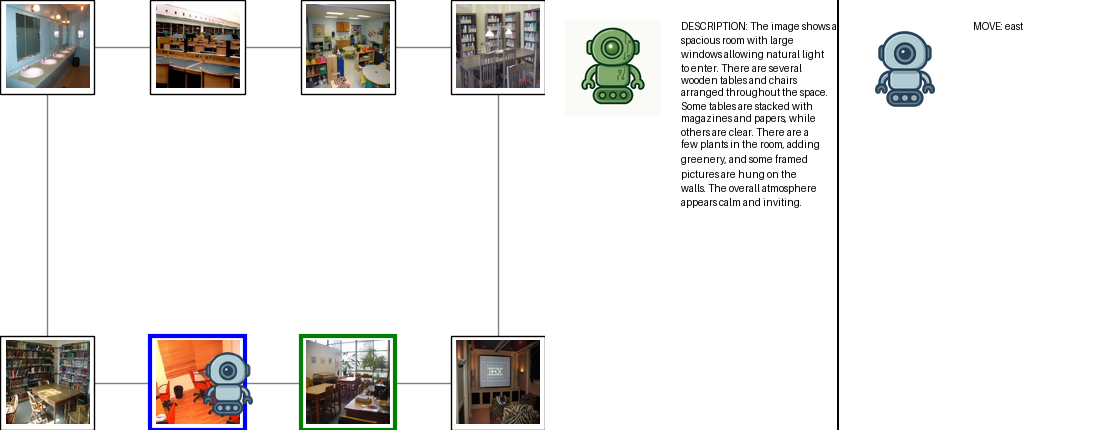 DESCRIPTION: The image shows a
spacious room with large
windows allowing natural light
to enter. There are several
wooden tables and chairs
arranged throughout the space.
Some tables are stacked with
magazines and papers, while
others are clear. There are a
few plants in the room, adding
greenery, and some framed
pictures are hung on the
walls. The overall atmosphere
appears calm and inviting.
MOVE: east
THX